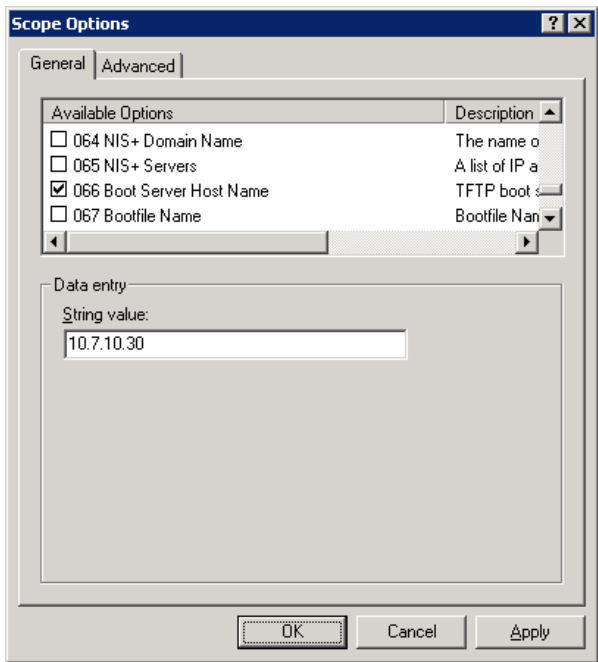 Scope Options
General Advanced
Available Options Description
064 NIS+ Domain Name The name o
065 NIS+ Servers A list of IP a
066 Boot Server Host Name TFTP boot s
067 Bootfile Name Bootfile Nan
Data entry
String value:
10.7.10.30
OK Cancel Apply